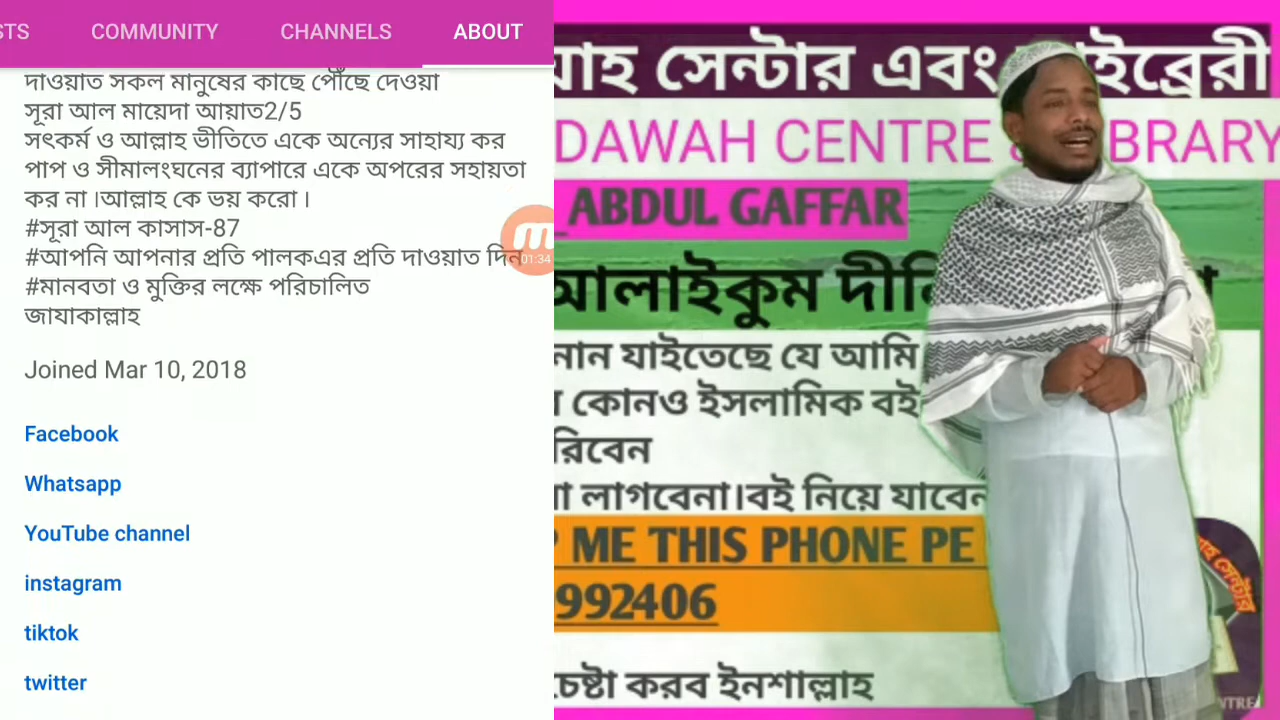 STS COMMUNITY CHANNELS ABOUT
দাওয়াত সকল মানুষের কাছে পৌঁছে দেওয়া
সূরা আল মায়েদা আয়াত2/5
সৎকর্ম ও আল্লাহ ভীতিতে একে অন্যের সাহায্য কর
পাপ ও সীমালংঘনের ব্যাপারে একে অপরের সহায়তা
কর না ।আল্লাহ কে ভয় করো ।
#সূরা আল কাসাস-87
#আপনি আপনার প্রতি পালকএর প্রতি দাওয়াত দিন
#মানবতা ও মুক্তির লক্ষে পরিচালিত
জাযাকাল্লাহ
Joined Mar 10, 2018
Facebook
Whatsapp
YouTube channel
instagram
tiktok
twitter
01:34
সেন্টার এবং
DAWAH CENTRE
ABDUL GAFFAR
আলাইকুম
যাইতেছে যে আমি
কোনও ইসলামিক বই
লাগবেনা।বই নিয়ে যাবেন
ME THIS PHONE PE
992406
চেষ্টা করব ইনশাল্লাহ
সেন্টার